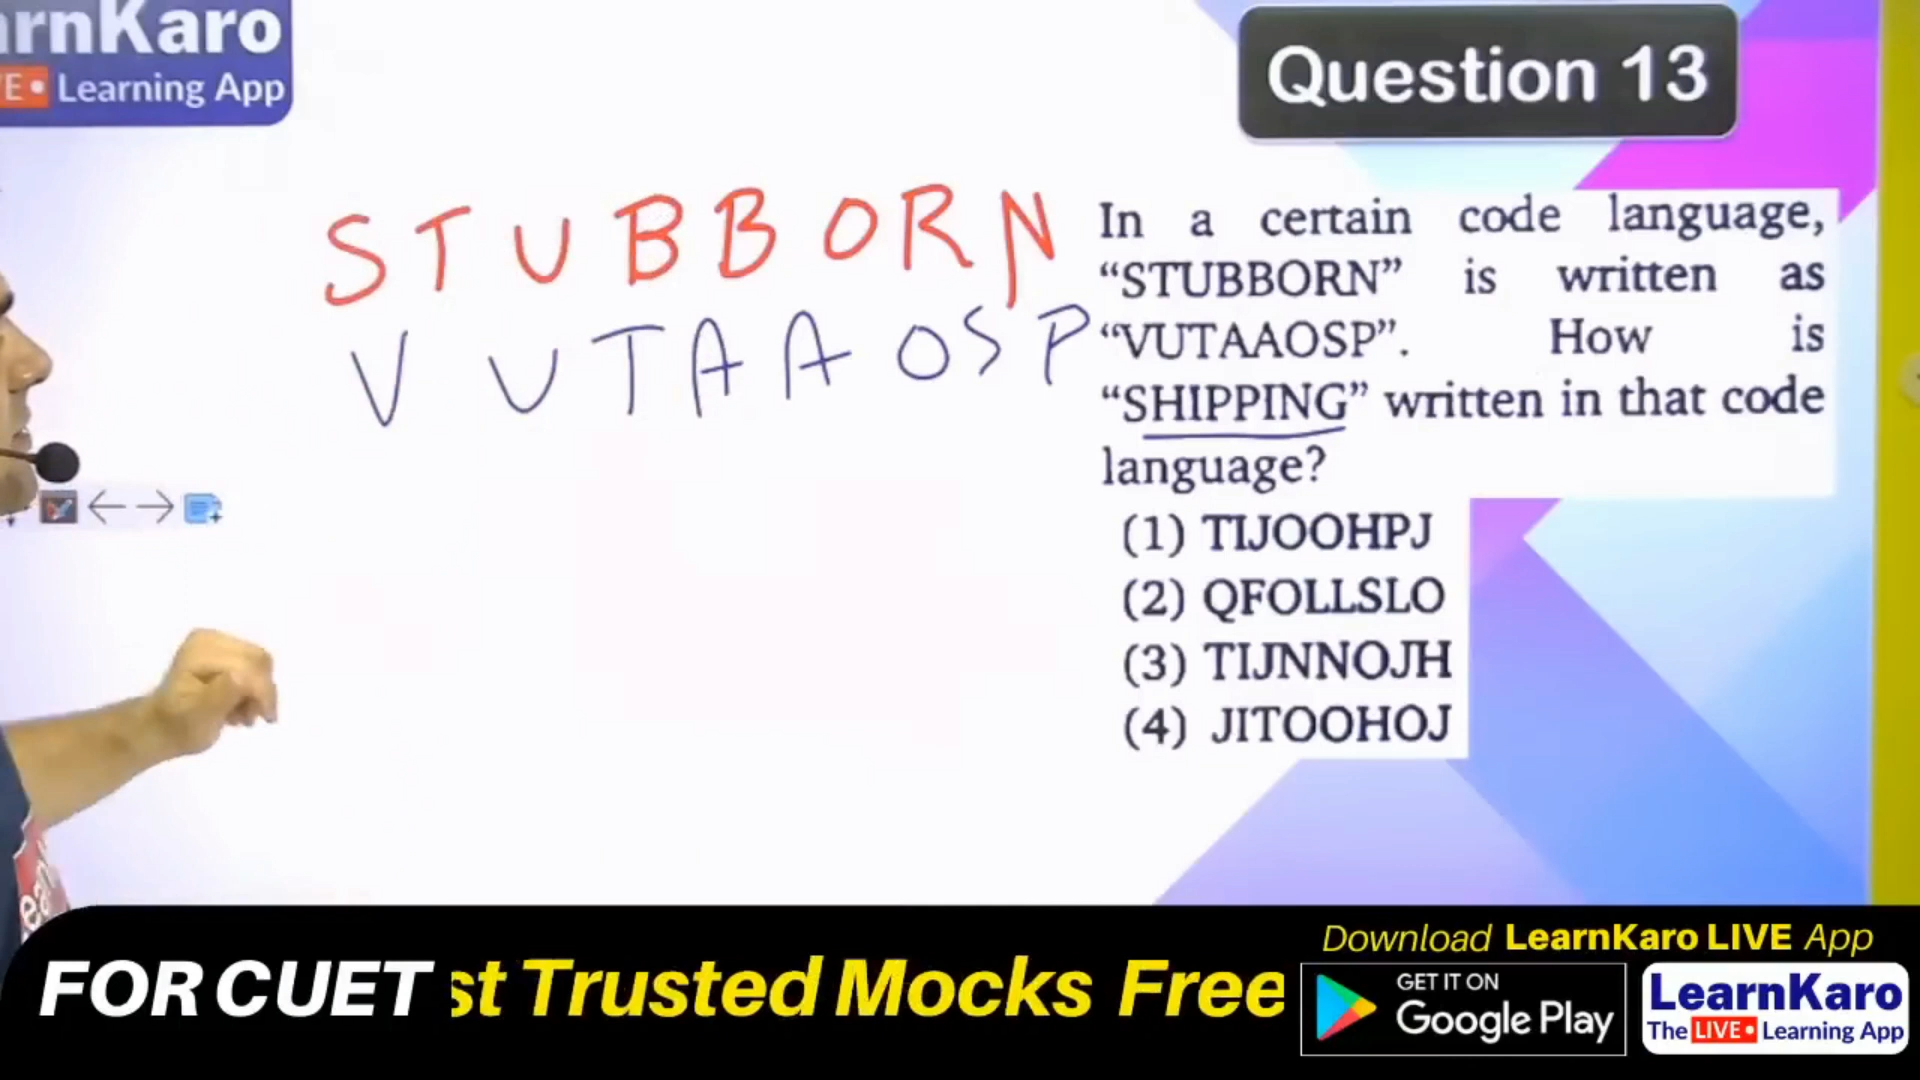 arnKaro
E • Learning App
Question 13
STUBBORN
VUTAAOSP
In a certain code language,
“STUBBORN” is written as
“VUTAAOSP”. How is
“SHIPPING” written in that code
language?
(1) TIJOOHPJ
(2) QFOLLSLO
(3) TIJNNOJH
(4) JITOOHOJ
FOR CUET st Trusted Mocks Free
Download LearnKaro LIVE App
GET IT ON
Google Play
LearnKaro
The LIVE• Learning App